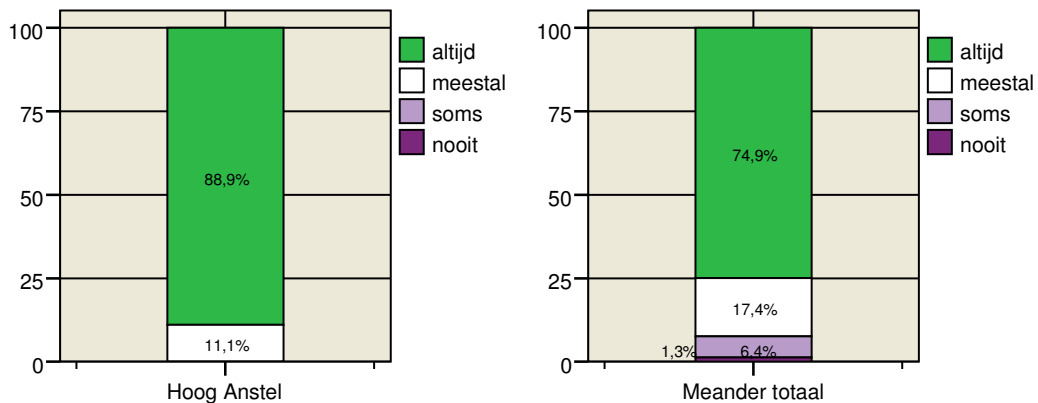 100
75
50
25
0
88,9%
11,1%
Hoog Anstel
altijd
meestal
soms
nooit
100
75
50
25
0
74,9%
17,4%
1,3%
6,4%
Meander totaal
altijd
meestal
soms
nooit